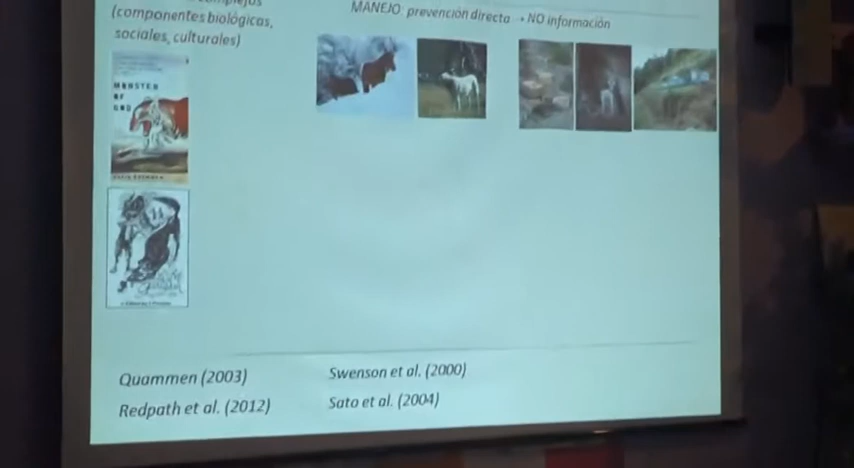 (componentes biológicos,
sociales, culturales)
MANEJO: prevención directa → NO información
MONSTER
OF
GOD
Quammen (2003)
Redpath et al. (2012)
Swenson et al. (2000)
Sato et al. (2004)